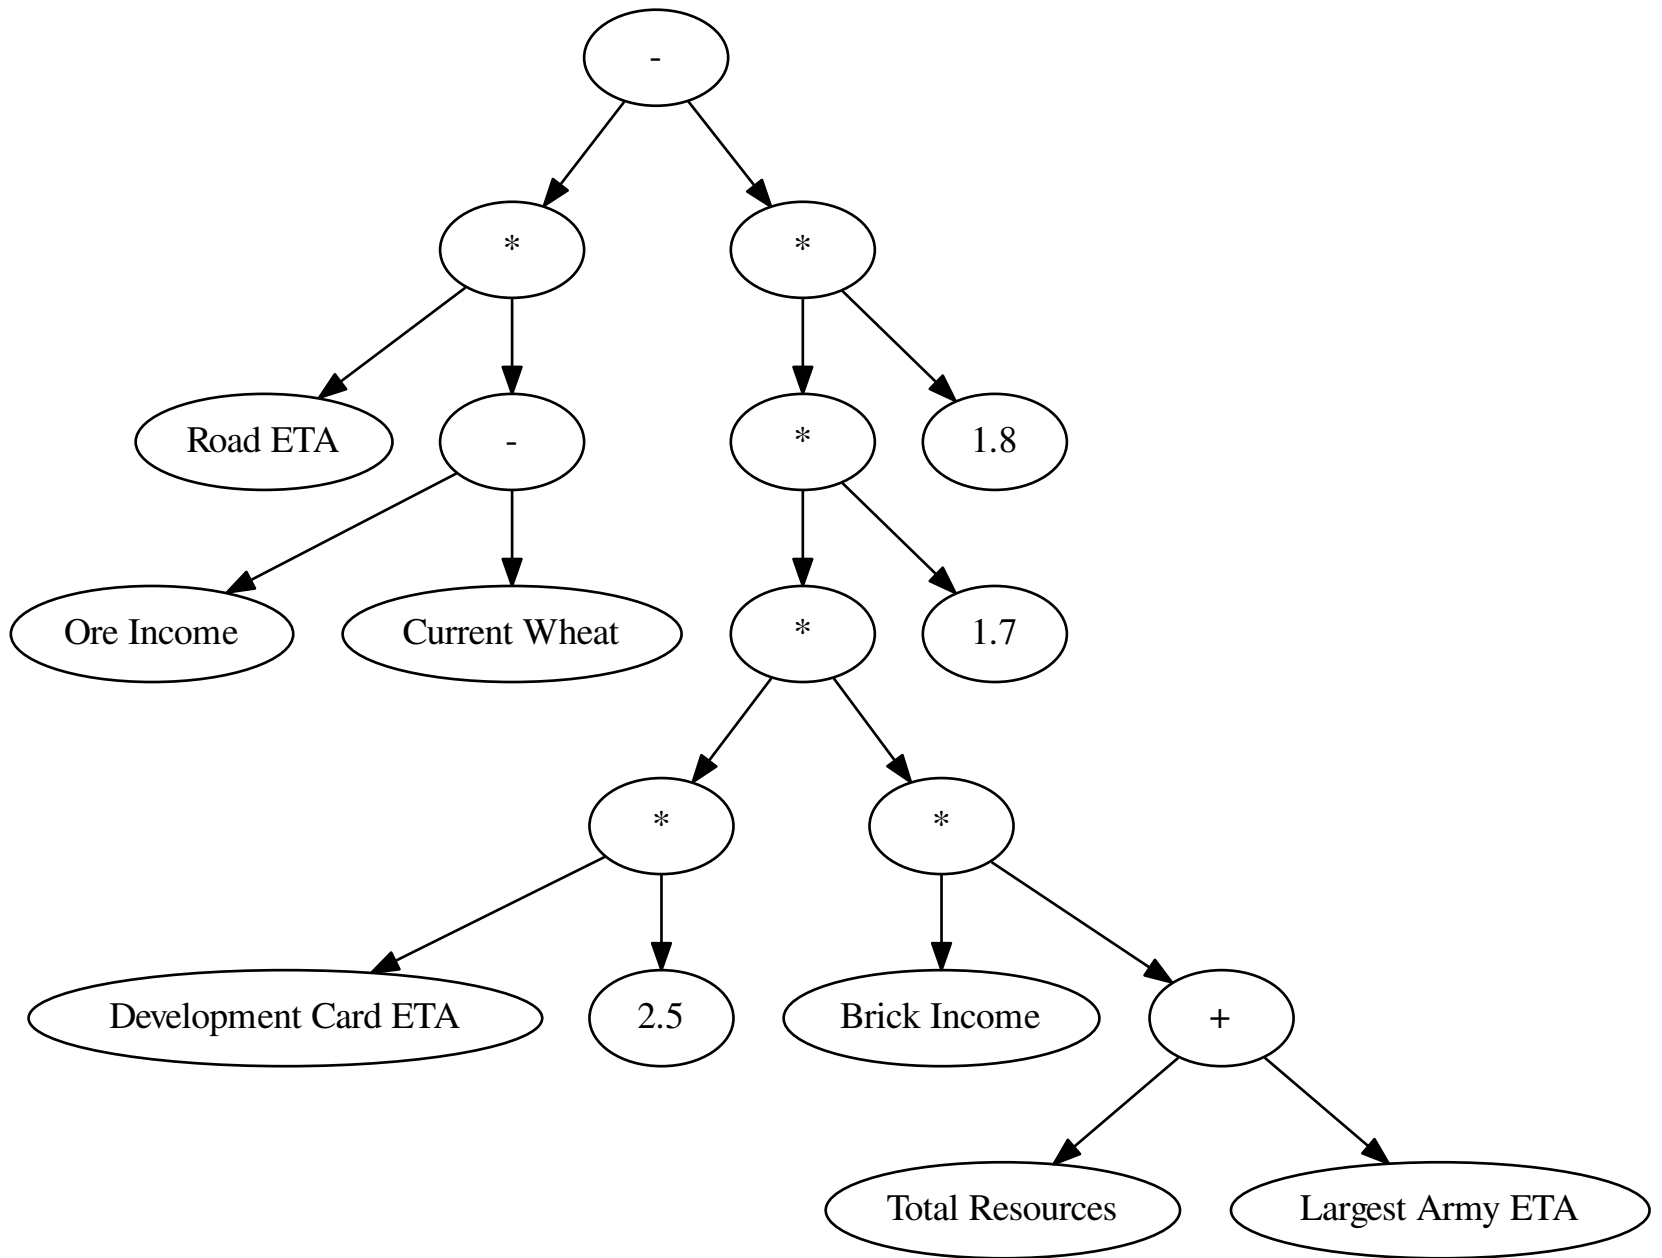 -
*
*
Road ETA
-
*
1.8
Ore Income
Current Wheat
*
1.7
*
*
Development Card ETA
2.5
Brick Income
+
Total Resources
Largest Army ETA